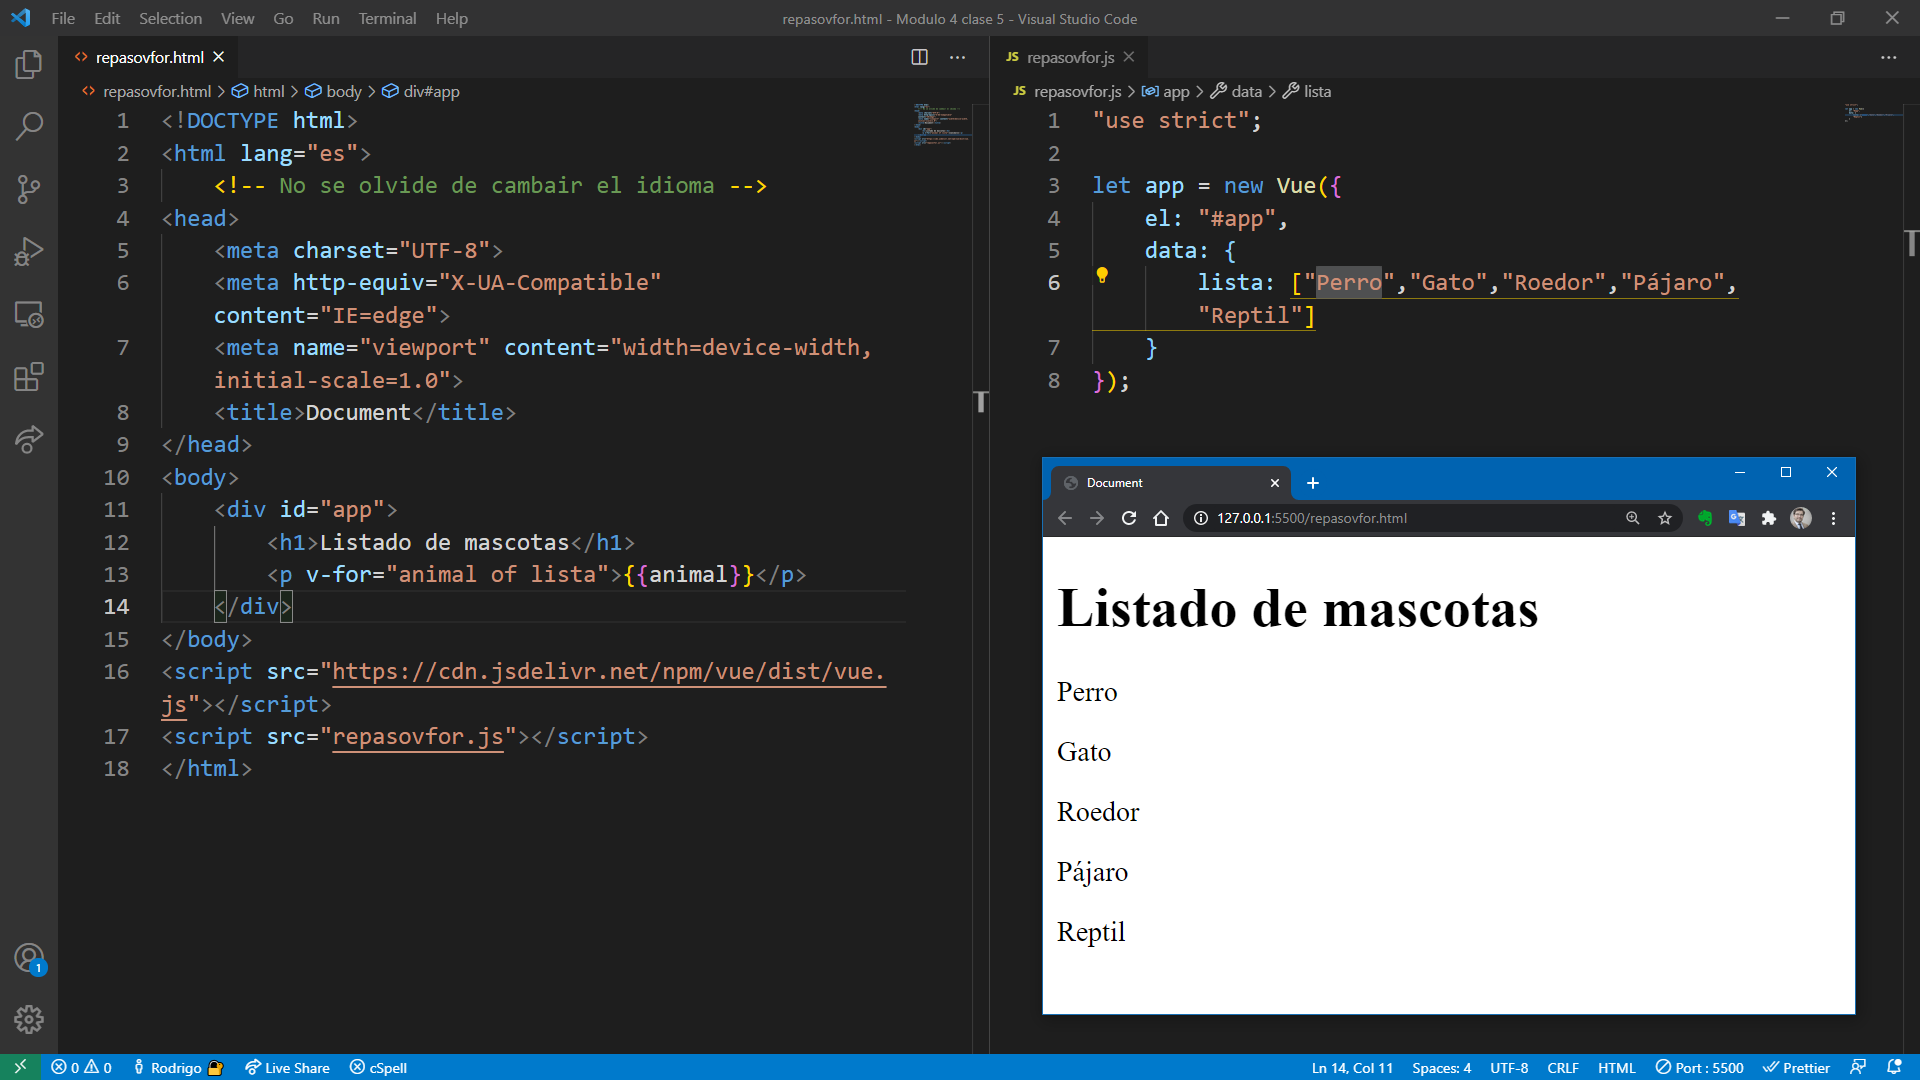 File Edit Selection View Go Run Terminal Help
repasovfor.html - Modulo 4 clase 5 - Visual Studio Code
repasovfor.html
repasovfor.html > html > body > div#app
1 <!DOCTYPE html>
2 <html lang="es">
3 <!-- No se olvide de cambair el idioma -->
4 <head>
5 <meta charset="UTF-8">
6 <meta http-equiv="X-UA-Compatible"
content="IE=edge">
7 <meta name="viewport" content="width=device-width,
initial-scale=1.0">
8 <title>Document</title>
9 </head>
10 <body>
11 <div id="app">
12 <h1>Listado de mascotas</h1>
13 <p v-for="animal of lista">{{animal}}</p>
14 </div>
15 </body>
16 <script src="https://cdn.jsdelivr.net/npm/vue/dist/vue.
js"></script>
17 <script src="repasovfor.js"></script>
18 </html>
JS repasovfor.js
JS repasovfor.js > app > data > lista
1 "use strict";
2
3 let app = new Vue({
4 el: "#app",
5 data: {
6 lista: ["Perro","Gato","Roedor","Pájaro",
"Reptil"]
7 }
8 });
Document
127.0.0.1:5500/repasovfor.html
Listado de mascotas
Perro
Gato
Roedor
Pájaro
Reptil
1
0 0 Rodrigo Live Share cSpell
Ln 14, Col 11 Spaces: 4 UTF-8 CRLF HTML Port : 5500 Prettier